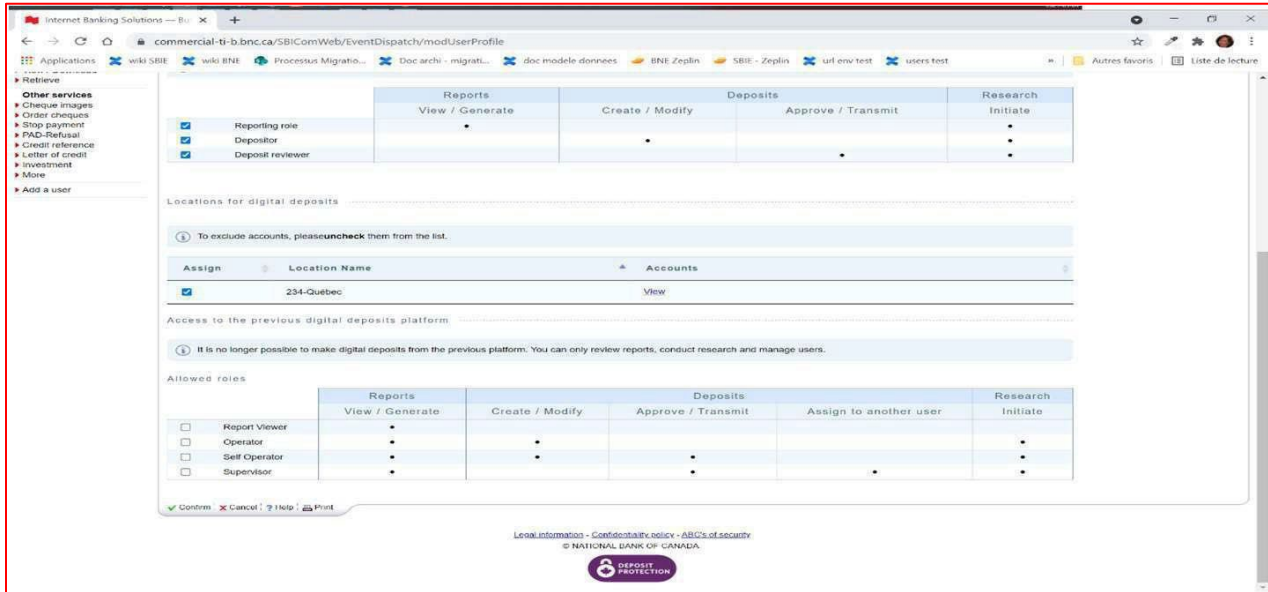 Internet Banking Solutions — Bu
commercial-ti-b.bnc.ca/SBIComWeb/EventDispatch/modUserProfile
Applications wiki SBIE wiki BNE Processus Migratio... Doc archi - migrati... doc modele donnees BNE Zeplin SBIE - Zeplin url env test users test » Autres favoris Liste de lecture
Retrieve
Other services
Cheque images
Order cheques
Stop payment
PAD-Refusal
Credit reference
Letter of credit
Investment
More
Add a user
Reports Deposits Research
View / Generate Create / Modify Approve / Transmit Initiate
Reporting role • •
Depositor • •
Deposit reviewer • •
Locations for digital deposits
To exclude accounts, pleaseuncheck them from the list.
Assign Location Name Accounts
234-Québec View
Access to the previous digital deposits platform
It is no longer possible to make digital deposits from the previous platform. You can only review reports, conduct research and manage users.
Allowed roles
Reports Deposits Research
View / Generate Create / Modify Approve / Transmit Assign to another user Initiate
Report Viewer •
Operator • • •
Self Operator • • • •
Supervisor • • • •
Confirm Cancel ? Help Print
Legal information - Confidentiality policy - ABC's of security
© NATIONAL BANK OF CANADA.
DEPOSIT
PROTECTION